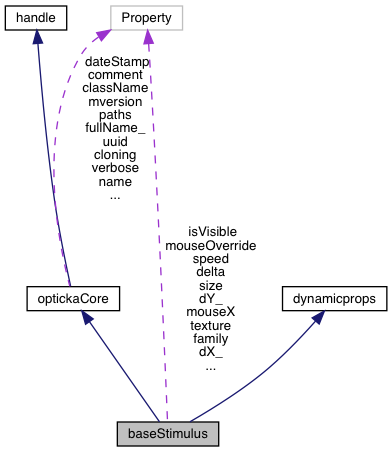 handle
Property
dateStamp
comment
className
mversion
paths
fullName_
uuid
cloning
verbose
name
...
isVisible
mouseOverride
speed
delta
size
dY_
mouseX
texture
family
dX_
...
optickaCore
dynamicprops
baseStimulus